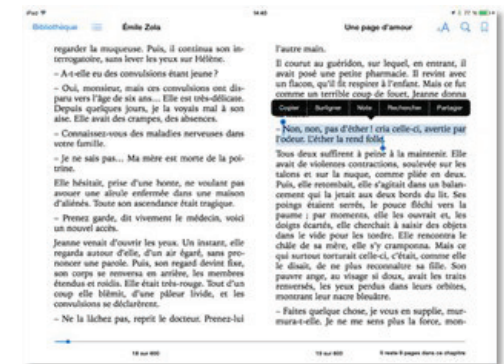 iPad
14:40
Bibliothèque
Émile Zola
Une page d'amour
A
regarder la muqueuse. Puis, il continua son in-
terrogatoire, sans lever les yeux sur Hélène.
– A-t-elle eu des convulsions étant jeune ?
– Oui, monsieur, mais ces convulsions ont dis-
paru vers l'âge de six ans... Elle est très-délicate.
Depuis quelques jours, je la voyais mal à son
aise. Elle avait des crampes, des absences.
– Connaissez-vous des maladies nerveuses dans
votre famille.
– Je ne sais pas... Ma mère est morte de la poi-
trine.
Elle hésitait, prise d'une honte, ne voulant pas
avouer une aïeule enfermée dans une maison
d'aliénés. Toute son ascendance était tragique.
– Prenez garde, dit vivement le médecin, voici
un nouvel accès.
Jeanne venait d'ouvrir les yeux. Un instant, elle
regarda autour d'elle, d'un air égaré, sans pro-
noncer une parole. Puis, son regard devint fixe,
son corps se renversa en arrière, les membres
étendus et roidis. Elle était très-rouge. Tout d'un
coup elle blêmit, d'une pâleur livide, et les
convulsions se déclarèrent.
– Ne la lâchez pas, reprit le docteur. Prenez-lui
l'autre main.
Il courut au guéridon, sur lequel, en entrant, il
avait posé une petite pharmacie. Il revint avec
un flacon, qu'il fit respirer à l'enfant. Mais ce fut
comme un terrible coup de fouet, Jeanne donna
Copier Surligner Note Rechercher Partager
– Non, non, pas d'éther ! cria celle-ci, avertie par
l'odeur. L'éther la rend folle.
Tous deux suffirent à peine à la maintenir. Elle
avait de violentes contractions, soulevée sur les
talons et sur la nuque, comme pliée en deux.
Puis, elle retombait, elle s'agitait dans un balan-
cement qui la jetait aux deux bords du lit. Ses
poings étaient serrés, le pouce fléchi vers la
paume ; par moments, elle les ouvrait et, les
doigts écartés, elle cherchait à saisir des objets
dans le vide pour les tordre. Elle rencontra le
châle de sa mère, elle s'y cramponna. Mais ce
qui surtout torturait celle-ci, c'était, comme elle
le disait, de ne plus reconnaître sa fille. Son
pauvre ange, au visage si doux, avait les traits
renversés, les yeux perdus dans leurs orbites,
montrant leur nacre bleuâtre.
– Faites quelque chose, je vous en supplie, mur-
mura-t-elle. Je ne me sens plus la force, mon-
12 sur 600
13 sur 600
Il reste 9 pages dans ce chapitre